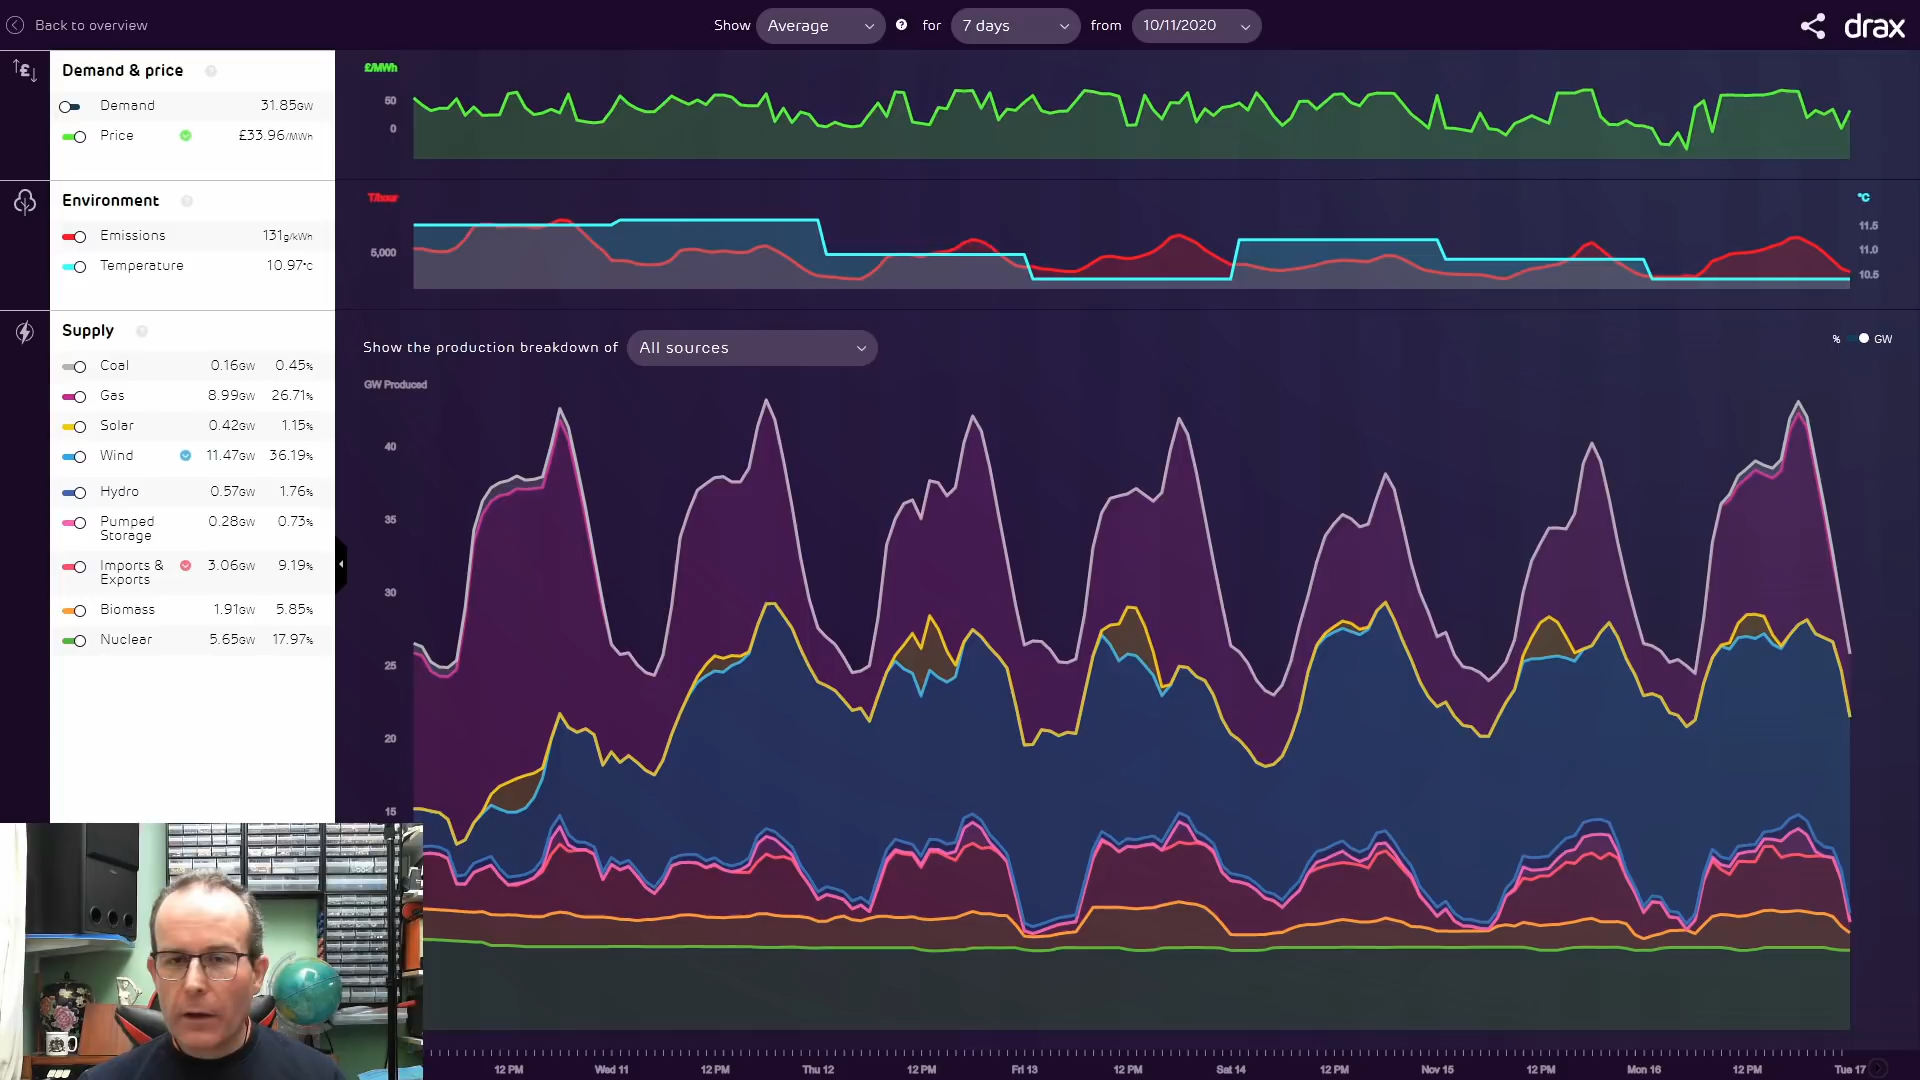 Back to overview
Show Average ? for 7 days from 10/11/2020
drax
Demand & price ?
Demand 31.85GW
Price £33.96/MWh
£/MWh
50
0
Environment ?
Emissions 131g/kWh
Temperature 10.97°c
T/hour
5,000
°C
11.5
11.0
10.5
Supply ?
Coal 0.16GW 0.45%
Gas 8.99GW 26.71%
Solar 0.42GW 1.15%
Wind 11.47GW 36.19%
Hydro 0.57GW 1.76%
Pumped Storage 0.28GW 0.73%
Imports & Exports 3.06GW 9.19%
Biomass 1.91GW 5.85%
Nuclear 5.65GW 17.97%
Show the production breakdown of All sources
% GW
GW Produced
40
35
30
25
20
15
12 PM Wed 11 12 PM Thu 12 12 PM Fri 13 12 PM Sat 14 12 PM Nov 15 12 PM Mon 16 12 PM Tue 17